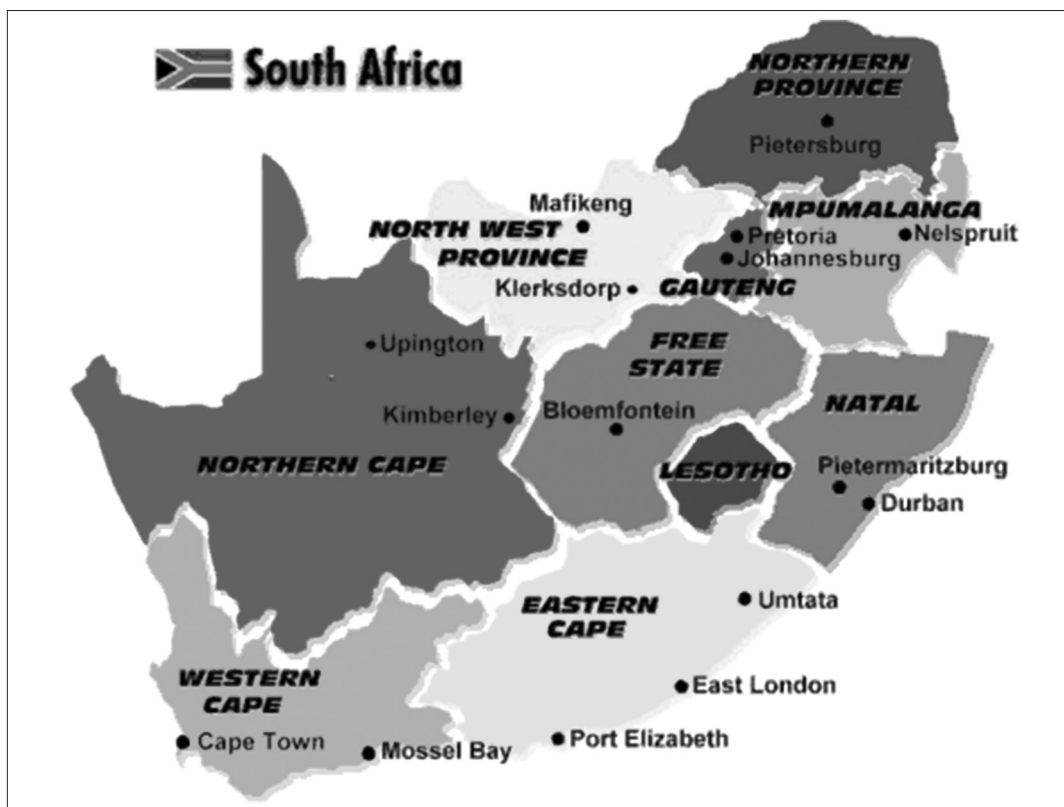 South Africa
NORTHERN
PROVINCE
Pietersburg
Mafikeng
NORTH WEST
PROVINCE
Klerksdorp
MPUMALANGA
Nelspruit
Pretoria
Johannesburg
GAUTENG
Upington
FREE
STATE
Kimberley
Bloemfontein
NATAL
NORTHERN CAPE
LESOTHO
Pietermaritzburg
Durban
EASTERN
CAPE
Umtata
WESTERN
CAPE
East London
Cape Town
Mossel Bay
Port Elizabeth